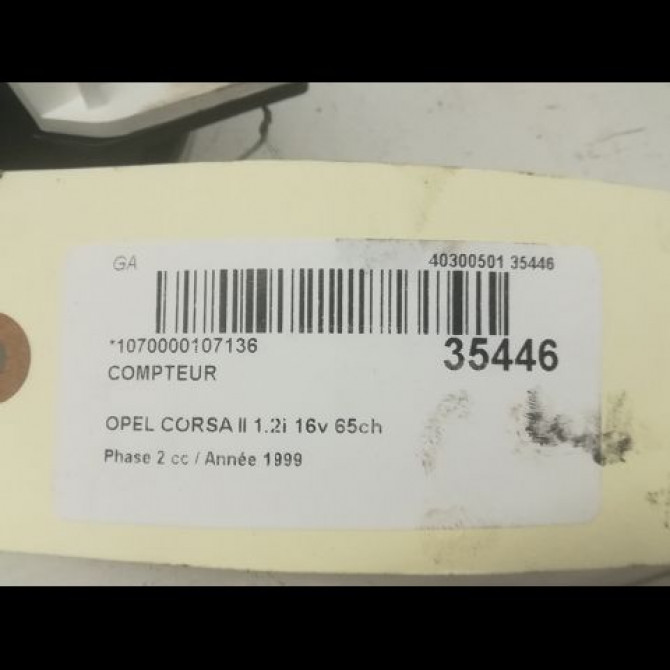 GA 40300501 35446
*1070000107136 35446
COMPTEUR
OPEL CORSA II 1.2i 16v 65ch
Phase 2 cc / Année 1999